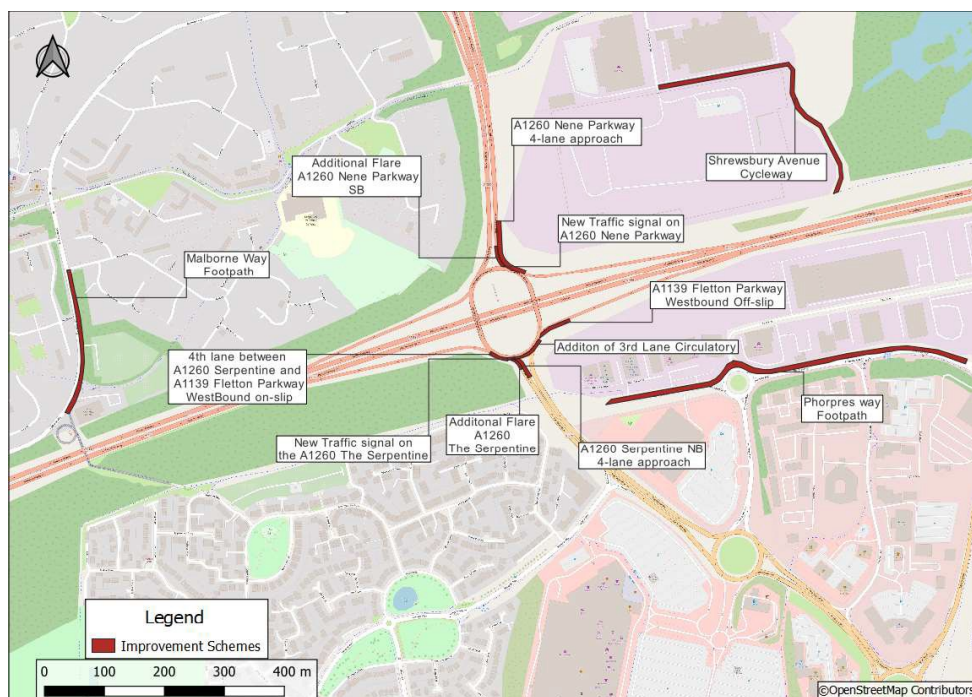 A1260 Nene Parkway
4-lane approach
Additional Flare
A1260 Nene Parkway
SB
Shrewsbury Avenue
Cycleway
New Traffic signal on
A1260 Nene Parkway
Malborne Way
Footpath
A1139 Fletton Parkway
Westbound Off-slip
Additon of 3rd Lane Circulatory
4th lane between
A1260 Serpentine and
A1139 Fletton Parkway
WestBound on-slip
Phorpres way
Footpath
New Traffic signal on
the A1260 The Serpentine
Additonal Flare
A1260
The Serpentine
A1260 Serpentine NB
4-lane approach
Legend
Improvement Schemes
0 100 200 300 400 m
©OpenStreetMap Contributors